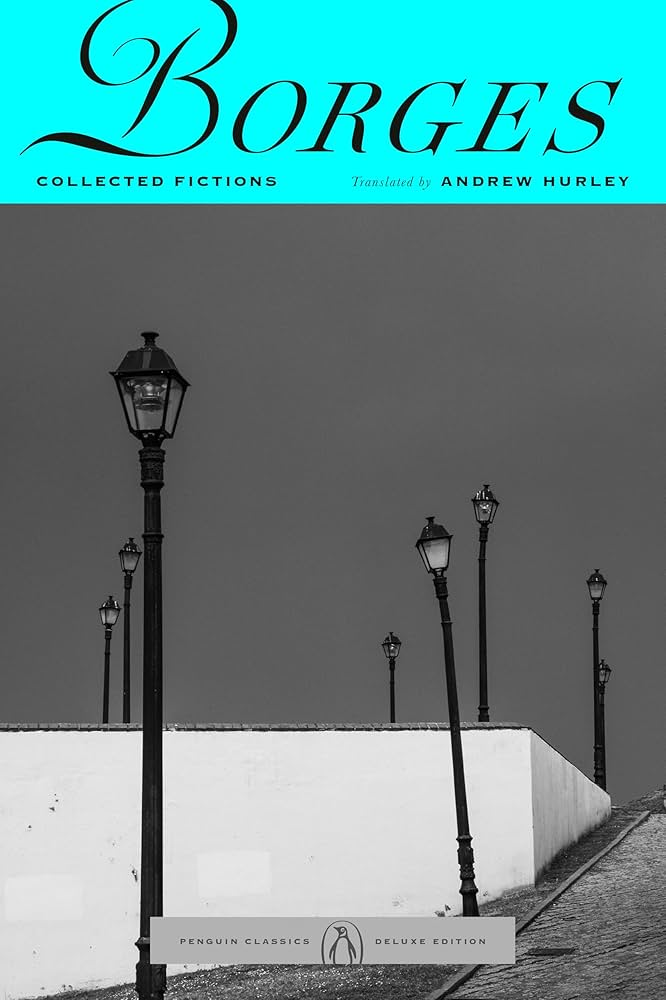 BORGES
COLLECTED FICTIONS Translated by ANDREW HURLEY
PENGUIN CLASSICS DELUXE EDITION